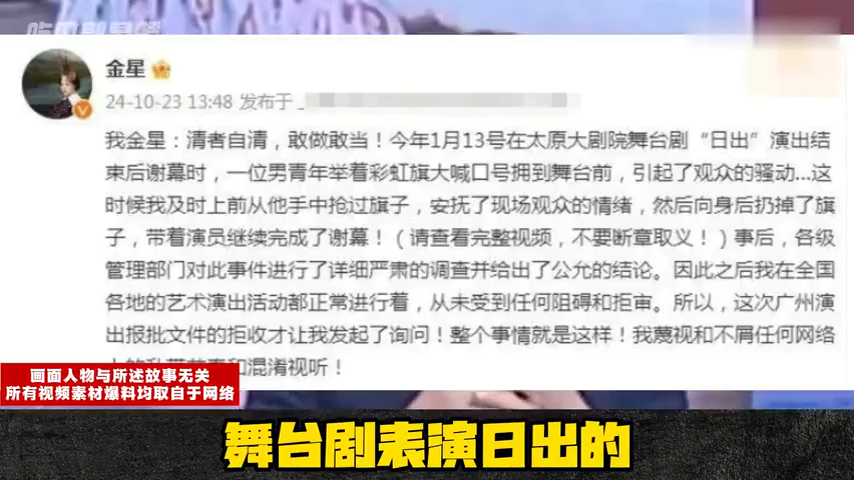 金星
24-10-23 13:48 发布于
我金星：清者自清，敢做敢当！今年1月13号在太原大剧院舞台剧“日出”演出结
束后谢幕时，一位男青年举着彩虹旗大喊口号拥到舞台前，引起了观众的骚动...这
时候我及时上前从他手中抢过旗子，安抚了现场观众的情绪，然后向身后扔掉了旗
子，带着演员继续完成了谢幕！（请查看完整视频，不要断章取义！）事后，各级
管理部门对此事件进行了详细严肃的调查并给出了公允的结论。因此之后我在全国
各地的艺术演出活动都正常进行着，从未受到任何阻碍和拒审。所以，这次广州演
出报批文件的拒收才让我发起了询问！整个事情就是这样！我蔑视和不屑任何网络
和混淆视听！
画面人物与所述故事无关
所有视频素材爆料均取自于网络
舞台剧表演日出的